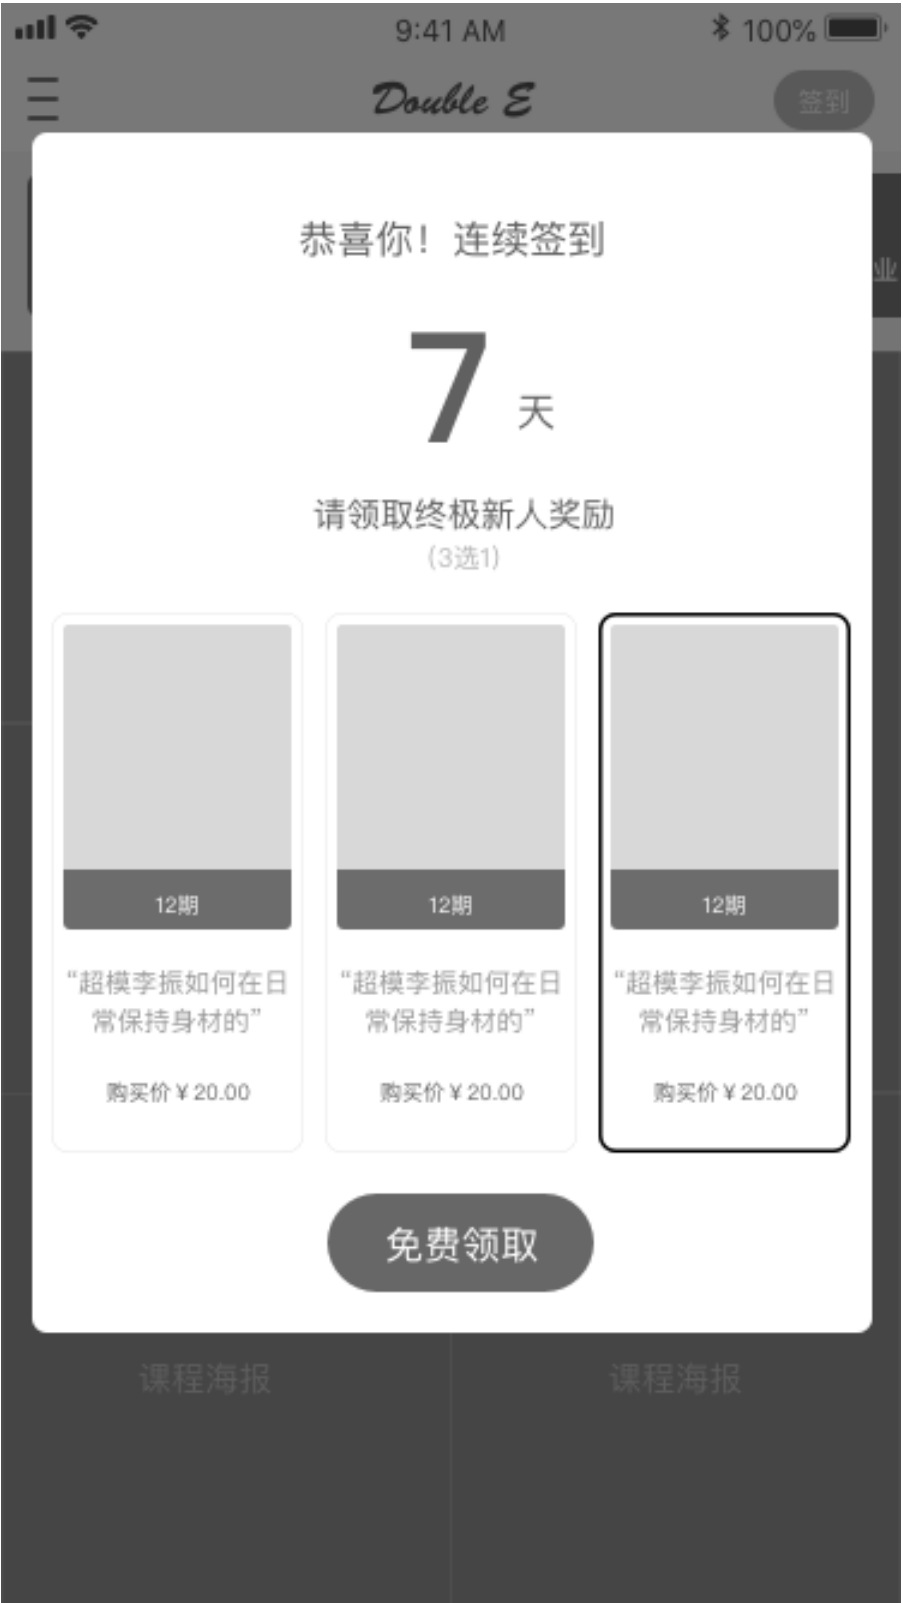 9:41 AM
100%
Double E
签到
业
恭喜你！连续签到
7 天
请领取终极新人奖励
（3选1）
12期
12期
12期
“超模李振如何在日
常保持身材的”
“超模李振如何在日
常保持身材的”
“超模李振如何在日
常保持身材的”
购买价 ¥ 20.00
购买价 ¥ 20.00
购买价 ¥ 20.00
免费领取
课程海报
课程海报